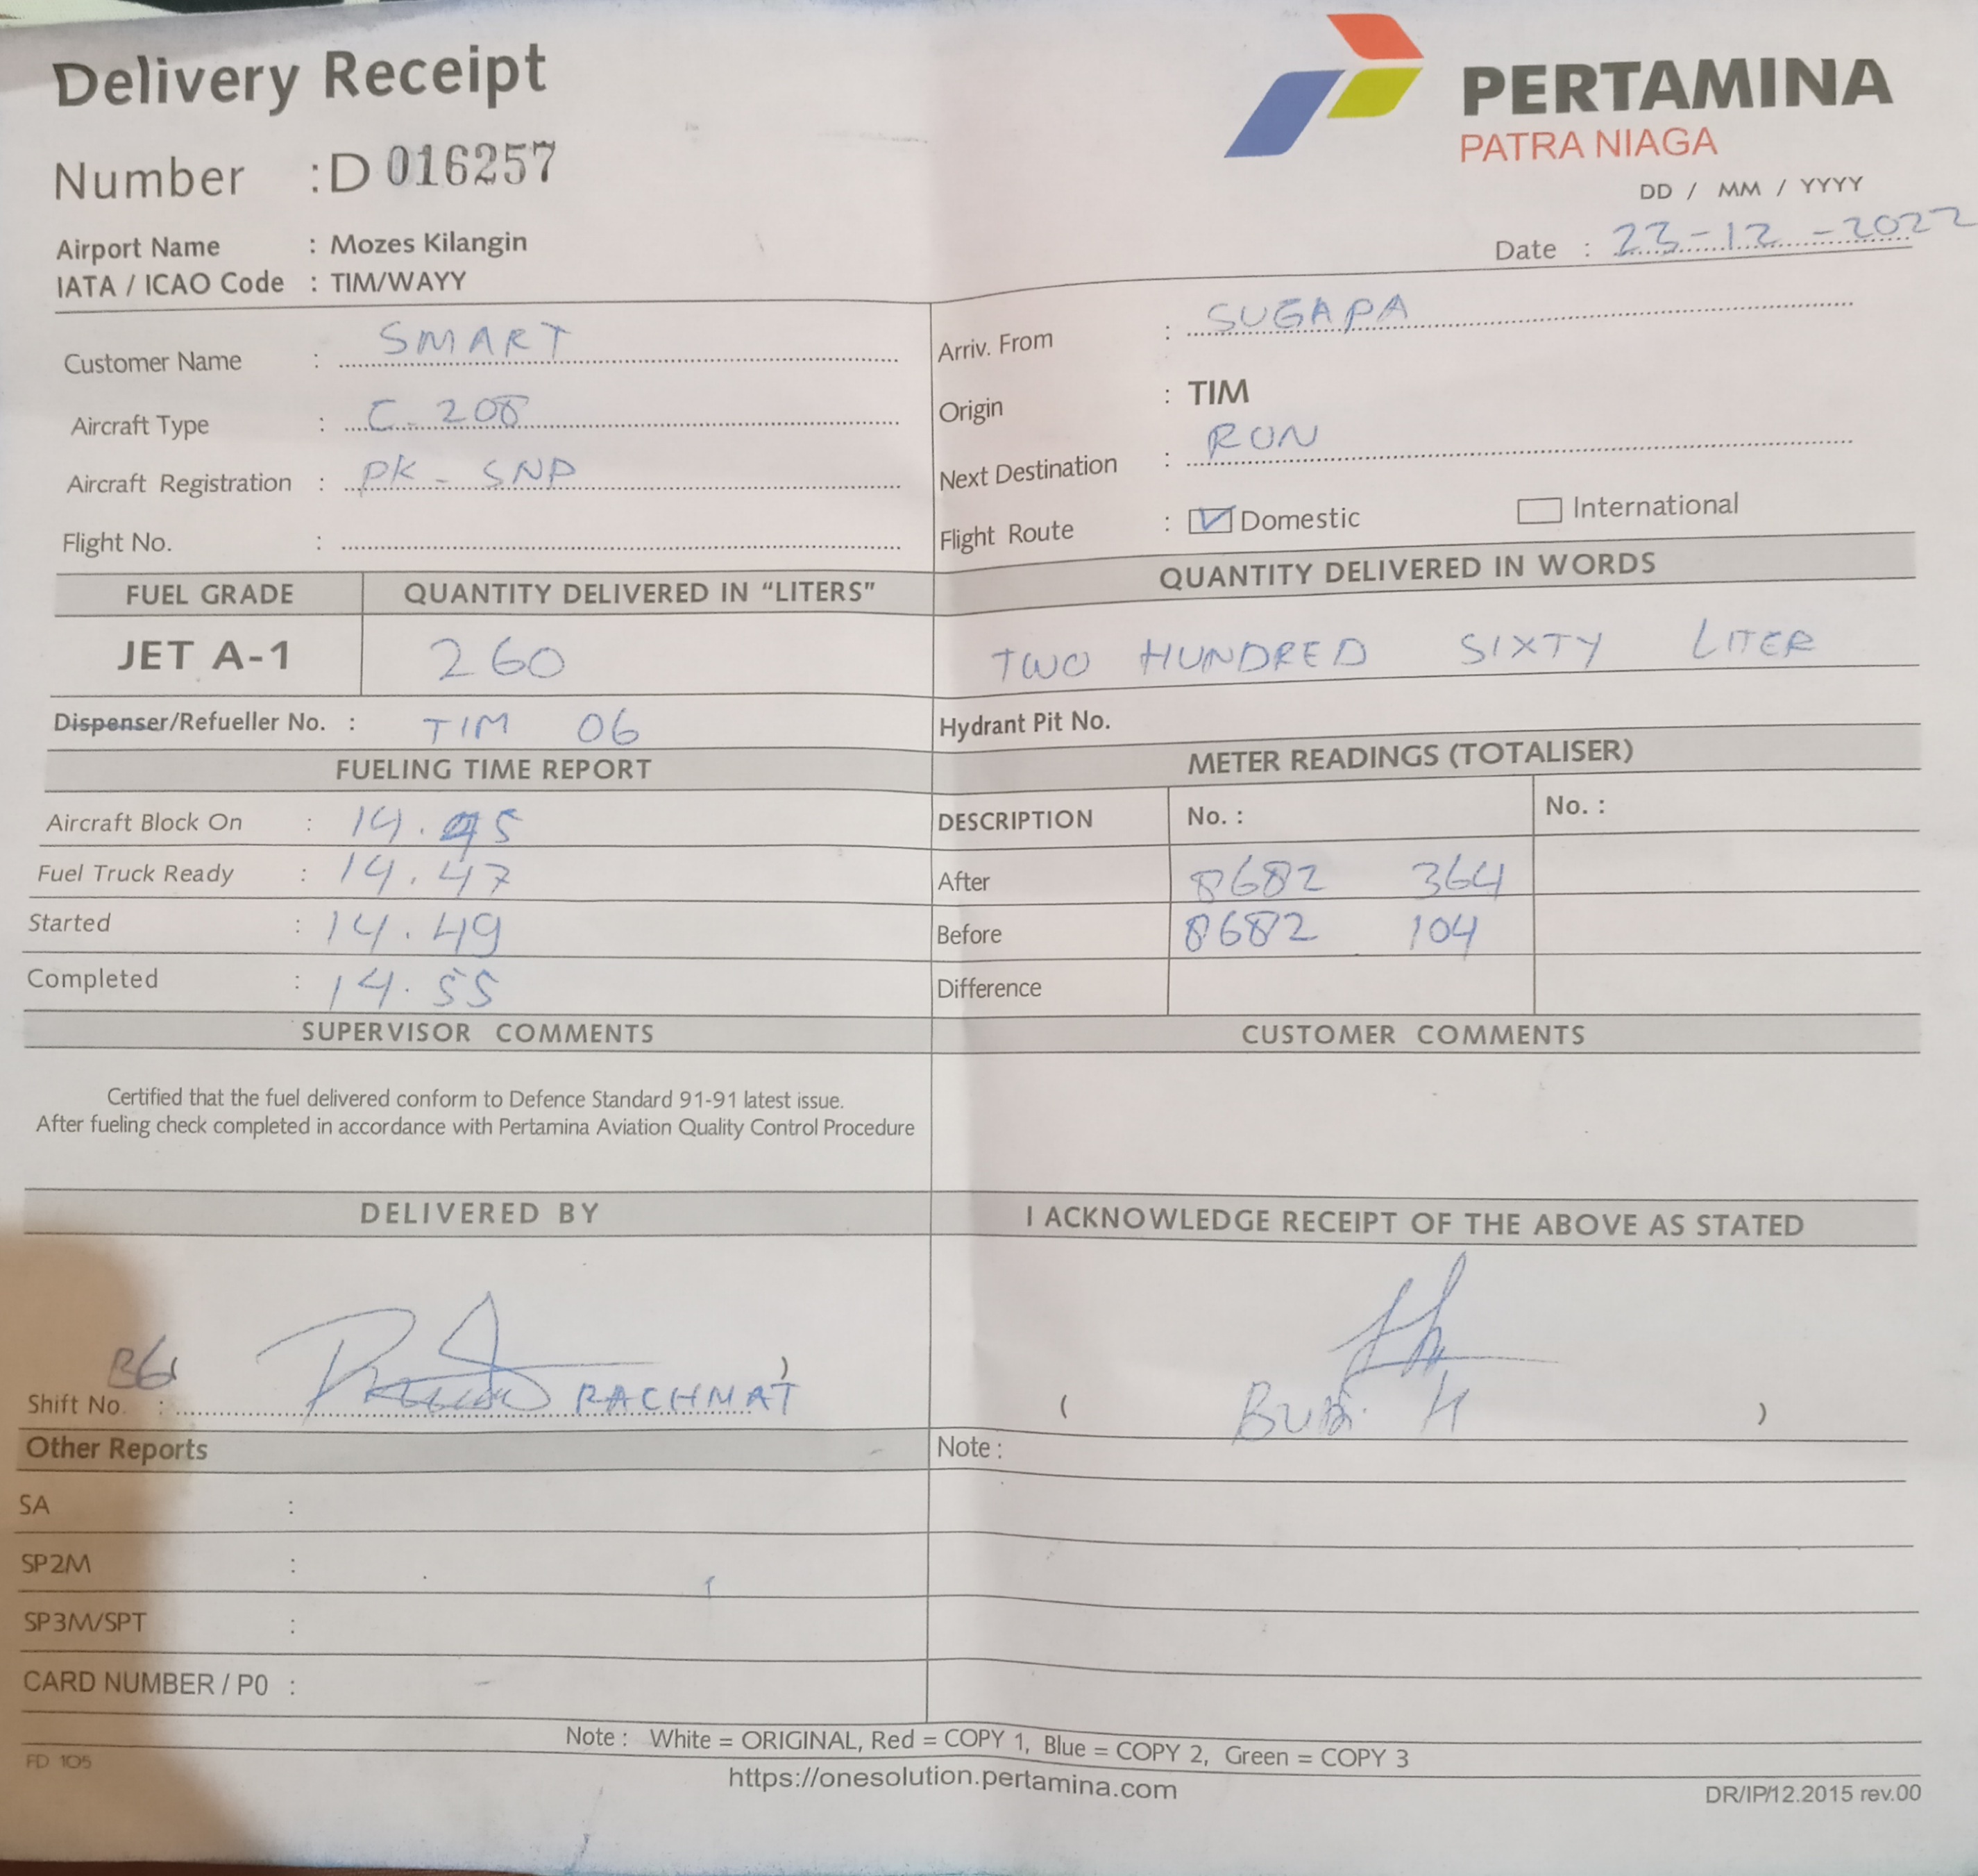 Delivery Receipt
PERTAMINA
PATRA NIAGA
Number : D 016257
DD / MM / YYYY
Date : 23-12-2022
Airport Name : Mozes Kilangin
IATA / ICAO Code : TIM/WAYY
Customer Name : SMART
Aircraft Type : C 208
Aircraft Registration : PK - SNP
Flight No. :
Arriv. From : SUGAPA
Origin : TIM
Next Destination : RON
Flight Route : Domestic International
FUEL GRADE QUANTITY DELIVERED IN "LITERS" QUANTITY DELIVERED IN WORDS
JET A-1 260 TWO HUNDRED SIXTY LITER
Dispenser/Refueller No. : TIM 06 Hydrant Pit No.
FUELING TIME REPORT
Aircraft Block On : 14.45
Fuel Truck Ready : 14.47
Started : 14.49
Completed : 14.55
METER READINGS (TOTALISER)
DESCRIPTION No. : No. :
After 8682 364
Before 8682 104
Difference
SUPERVISOR COMMENTS CUSTOMER COMMENTS
Certified that the fuel delivered conform to Defence Standard 91-91 latest issue.
After fueling check completed in accordance with Pertamina Aviation Quality Control Procedure
DELIVERED BY I ACKNOWLEDGE RECEIPT OF THE ABOVE AS STATED
Shift No. : RACHMAT )
( H )
Other Reports Note :
SA :
SP2M :
SP3M/SPT :
CARD NUMBER / P0 :
Note : White = ORIGINAL, Red = COPY 1, Blue = COPY 2, Green = COPY 3
FD 105
https://onesolution.pertamina.com
DR/IP/12.2015 rev.00